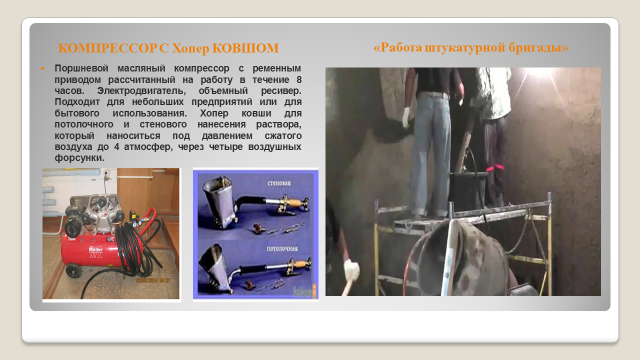 КОМПРЕССОР С Хопер КОВШОМ
«Работа штукатурной бригады»
Поршневой масляный компрессор с ременным
приводом рассчитанный на работу в течение 8
часов. Электродвигатель, объемный ресивер.
Подходит для небольших предприятий или для
бытового использования. Хопер ковши для
потолочного и стенового нанесения раствора,
который наноситься под давлением сжатого
воздуха до 4 атмосфер, через четыре воздушных
форсунки.
СТЕНОВАЯ
ПОТОЛОЧНАЯ